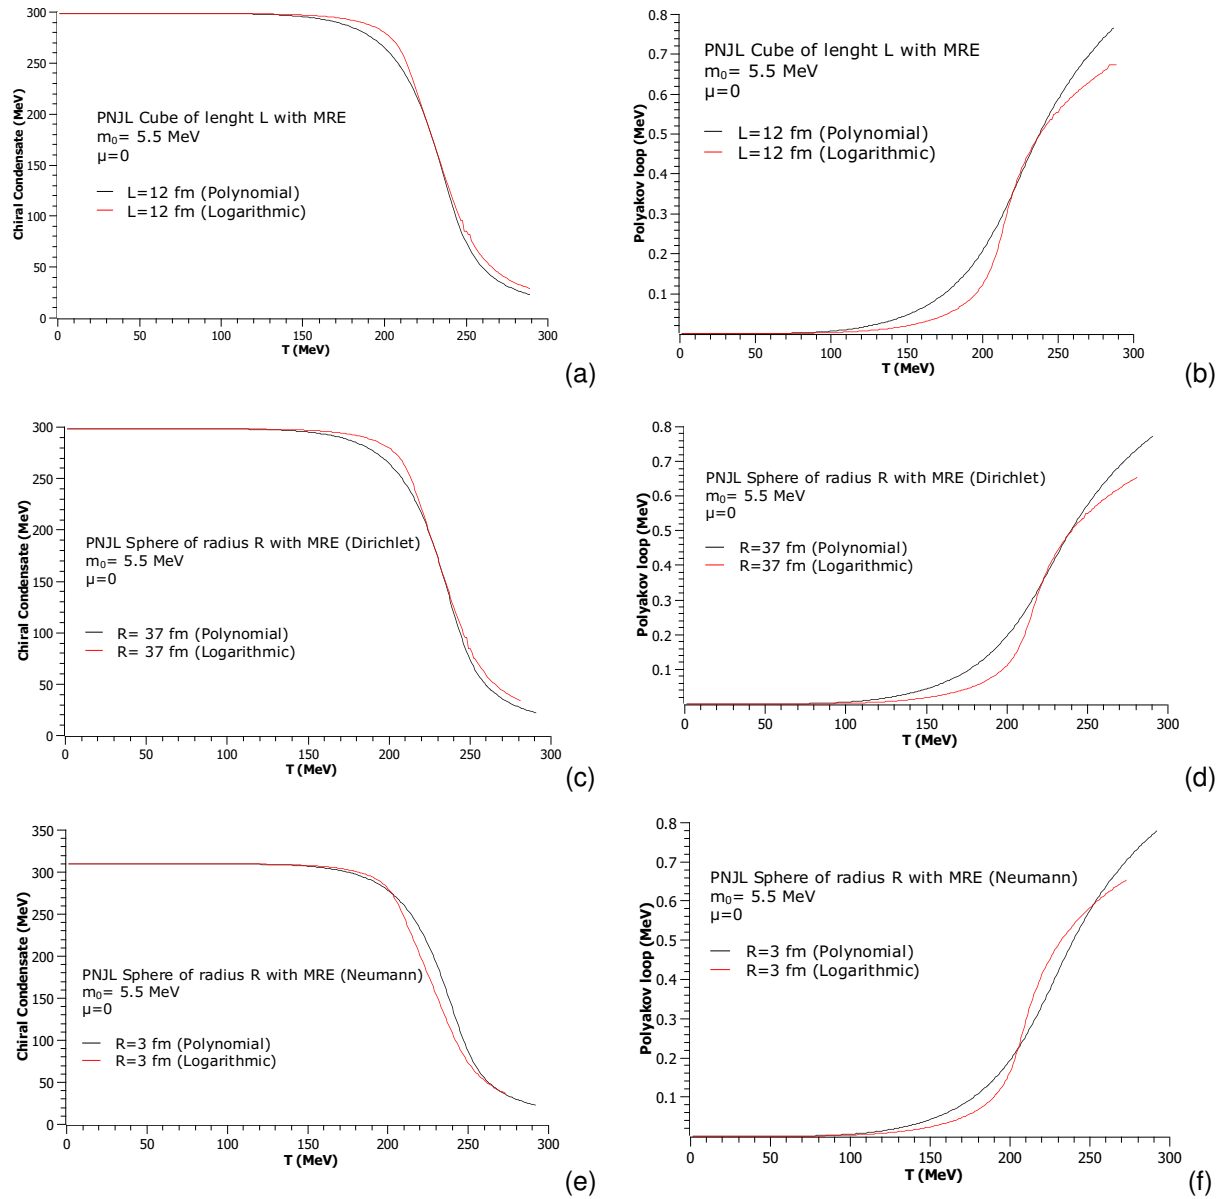 Chiral Condensate (MeV)
300
250
200
150
100
50
0
PNJL Cube of lenght L with MRE
m₀= 5.5 MeV
μ=0
L=12 fm (Polynomial)
L=12 fm (Logarithmic)
0 50 100 150 200 250 300
T (MeV)
(a)
Polyakov loop (MeV)
0.8
0.7
0.6
0.5
0.4
0.3
0.2
0.1
PNJL Cube of lenght L with MRE
m₀= 5.5 MeV
μ=0
L=12 fm (Polynomial)
L=12 fm (Logarithmic)
0 50 100 150 200 250 300
T (MeV)
(b)
Chiral Condensate (MeV)
300
250
200
150
100
50
0
PNJL Sphere of radius R with MRE (Dirichlet)
m₀= 5.5 MeV
μ=0
R= 37 fm (Polynomial)
R= 37 fm (Logarithmic)
0 50 100 150 200 250 300
T (MeV)
(c)
Polyakov loop (MeV)
0.8
0.7
0.6
0.5
0.4
0.3
0.2
0.1
PNJL Sphere of radius R with MRE (Dirichlet)
m₀= 5.5 MeV
μ=0
R=37 fm (Polynomial)
R=37 fm (Logarithmic)
0 50 100 150 200 250 300
T (MeV)
(d)
Chiral Condensate (MeV)
350
300
250
200
150
100
50
0
PNJL Sphere of radius R with MRE (Neumann)
m₀= 5.5 MeV
μ=0
R=3 fm (Polynomial)
R=3 fm (Logarithmic)
0 50 100 150 200 250 300
T (MeV)
(e)
Polyakov loop (MeV)
0.8
0.7
0.6
0.5
0.4
0.3
0.2
0.1
PNJL Sphere of radius R with MRE (Neumann)
m₀= 5.5 MeV
μ=0
R=3 fm (Polynomial)
R=3 fm (Logarithmic)
0 50 100 150 200 250 300
T (MeV)
(f)